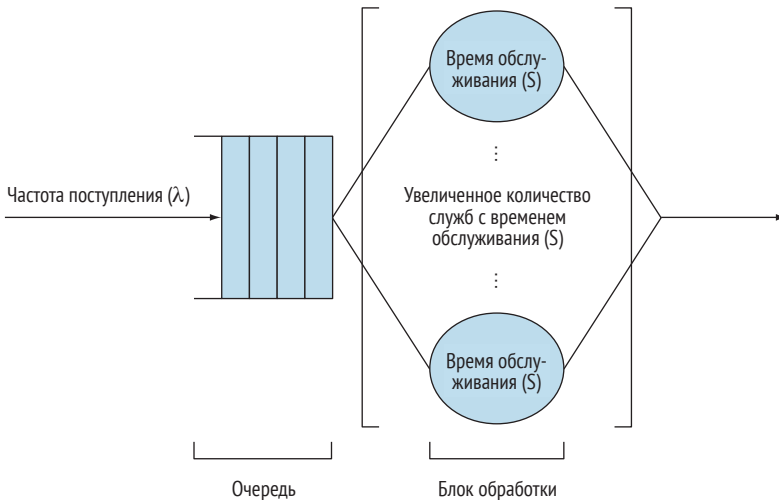 Время обслу-
живания (S)
Частота поступления (λ)
⋮
Увеличенное количество
служб с временем
обслуживания (S)
⋮
Время обслу-
живания (S)
Очередь
Блок обработки